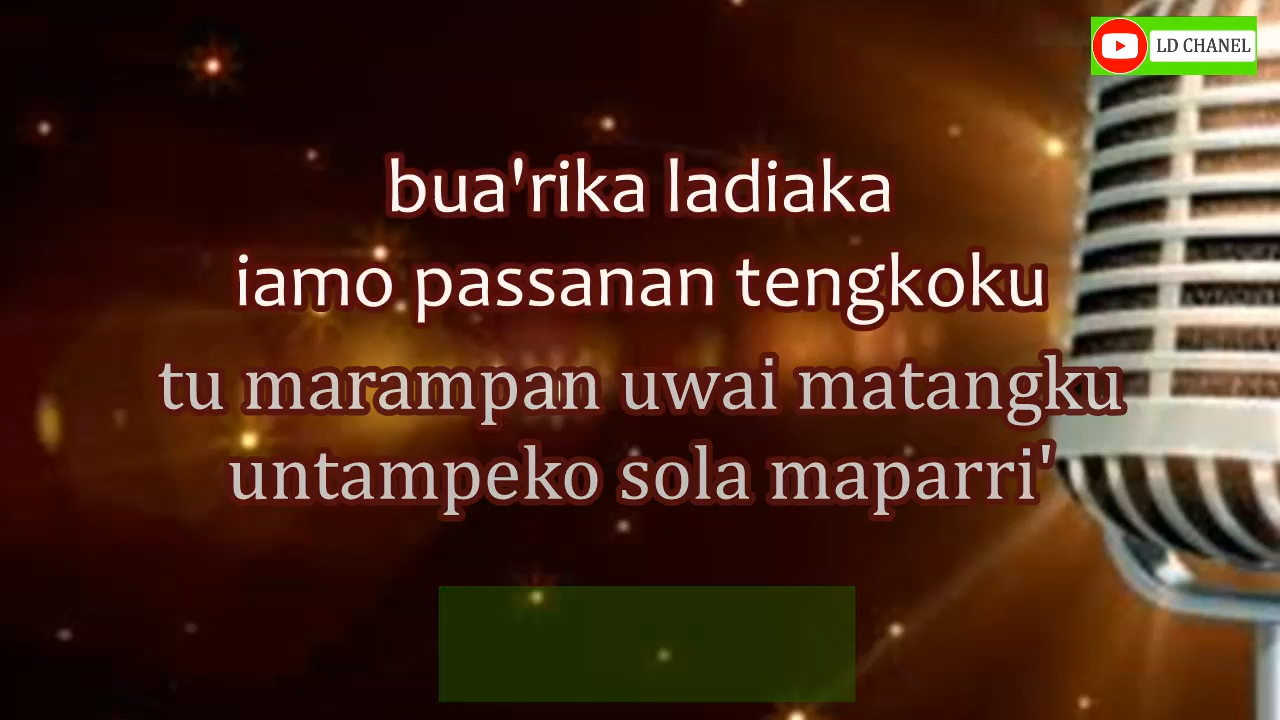 LD CHANEL
bua'rika ladiaka
iamo passanan tengkoku
tu marampan uwai matangku
untampeko sola maparri'